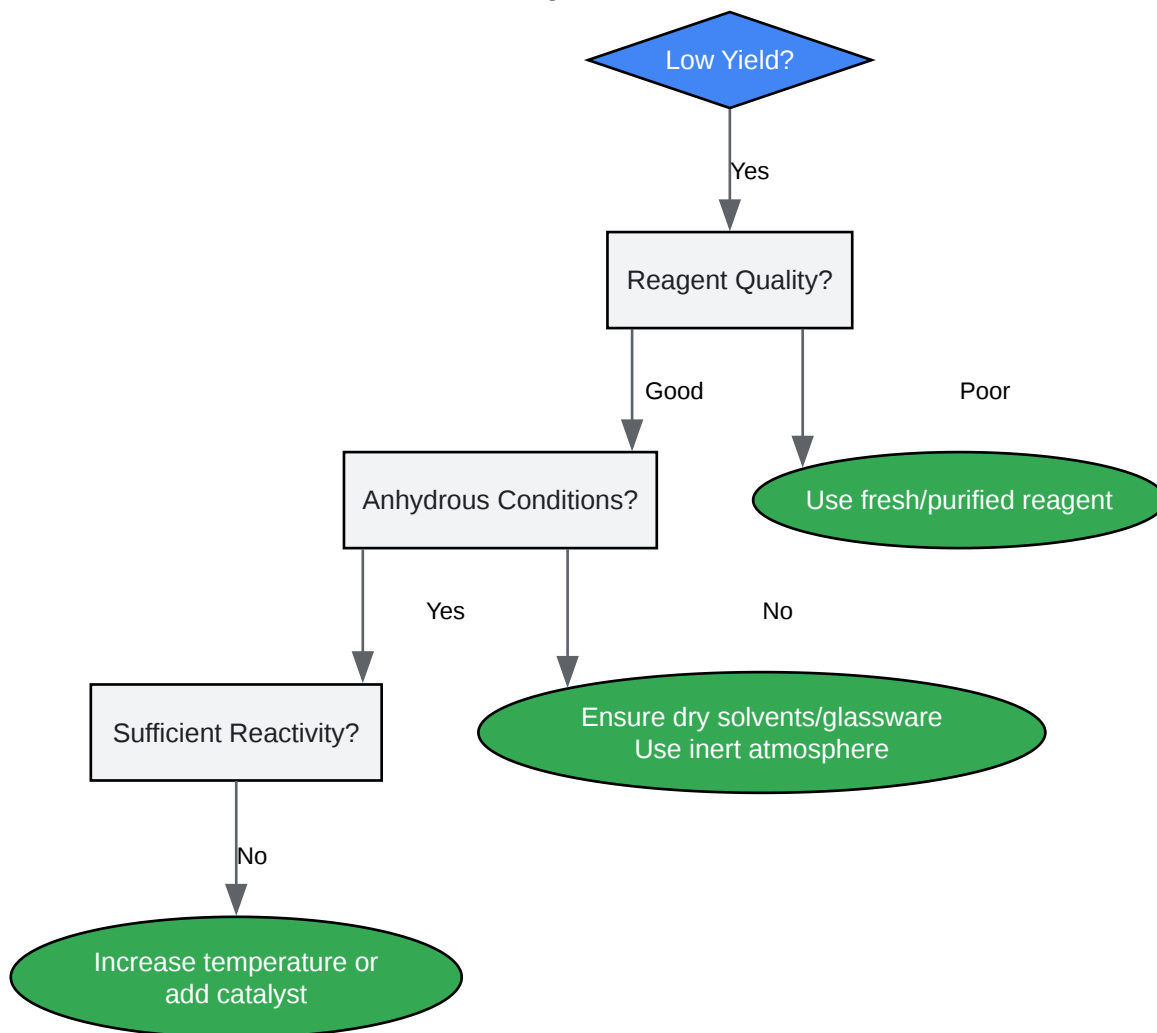 Low Yield?
Yes
Reagent Quality?
Good
Poor
Anhydrous Conditions?
Use fresh/purified reagent
Yes
No
Sufficient Reactivity?
Ensure dry solvents/glassware
Use inert atmosphere
No
Increase temperature or
add catalyst